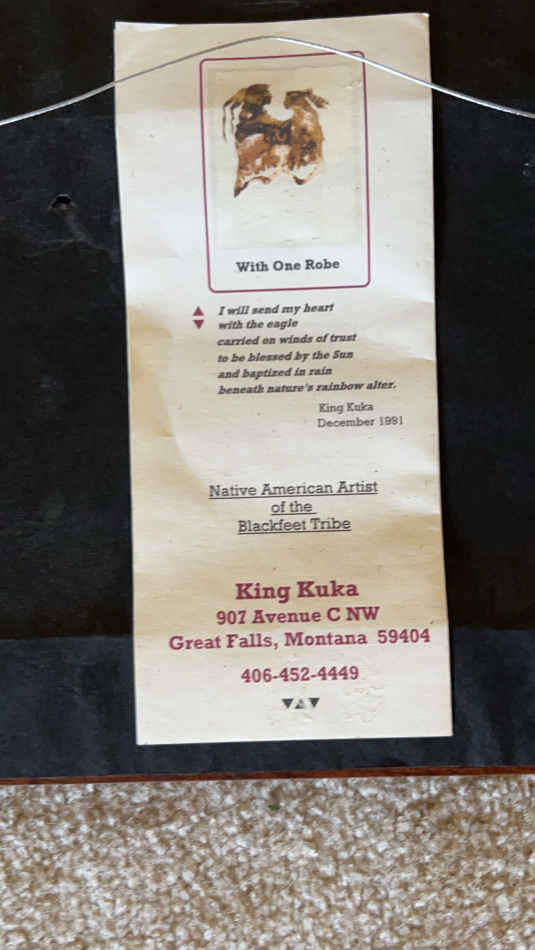 With One Robe
I will send my heart
with the eagle
carried on winds of trust
to be blessed by the Sun
and baptized in rain
beneath nature's rainbow alter.
King Kuka
December 1991
Native American Artist
of the
Blackfeet Tribe
King Kuka
907 Avenue C NW
Great Falls, Montana 59404
406-452-4449